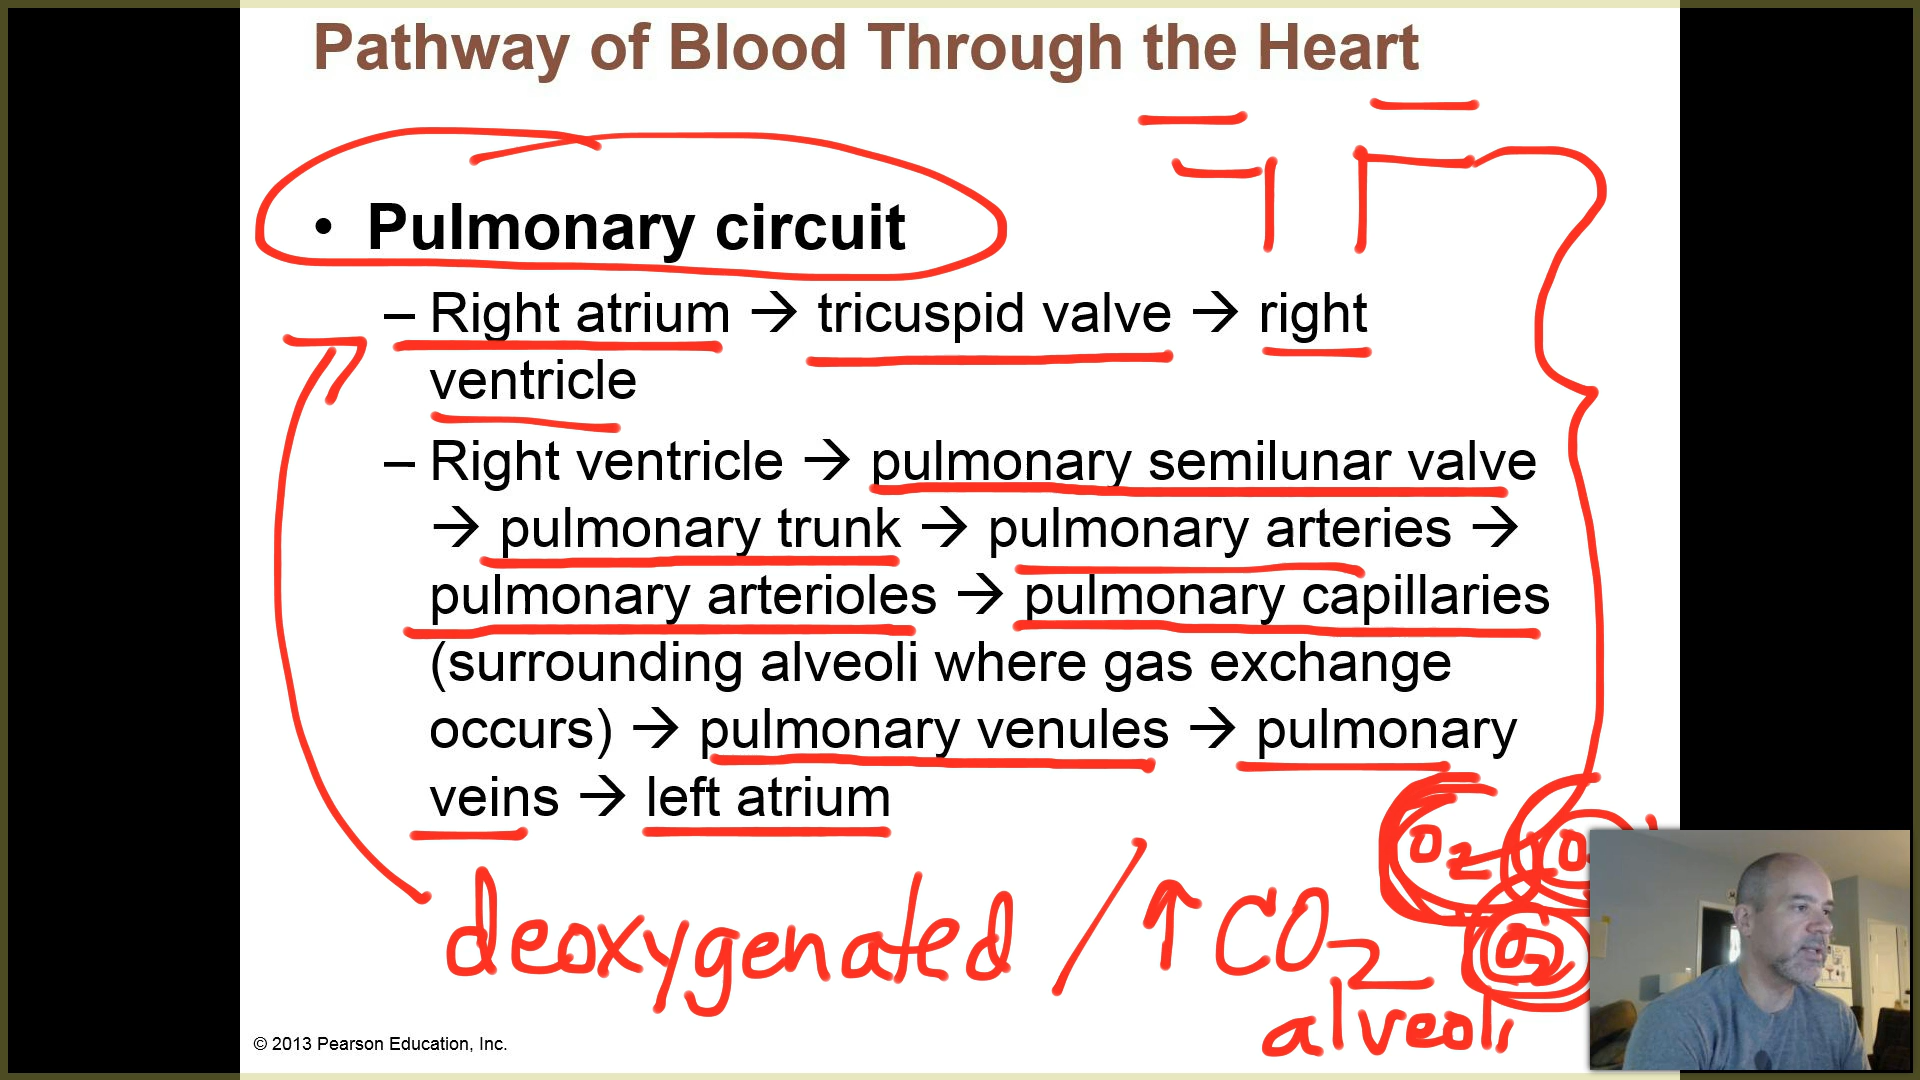 Pathway of Blood Through the Heart
• Pulmonary circuit
– Right atrium → tricuspid valve → right
ventricle
– Right ventricle → pulmonary semilunar valve
→ pulmonary trunk → pulmonary arteries →
pulmonary arterioles → pulmonary capillaries
(surrounding alveoli where gas exchange
occurs) → pulmonary venules → pulmonary
veins → left atrium
O2 O
deoxygenated / ↑ CO2 O2
alveoli
© 2013 Pearson Education, Inc.